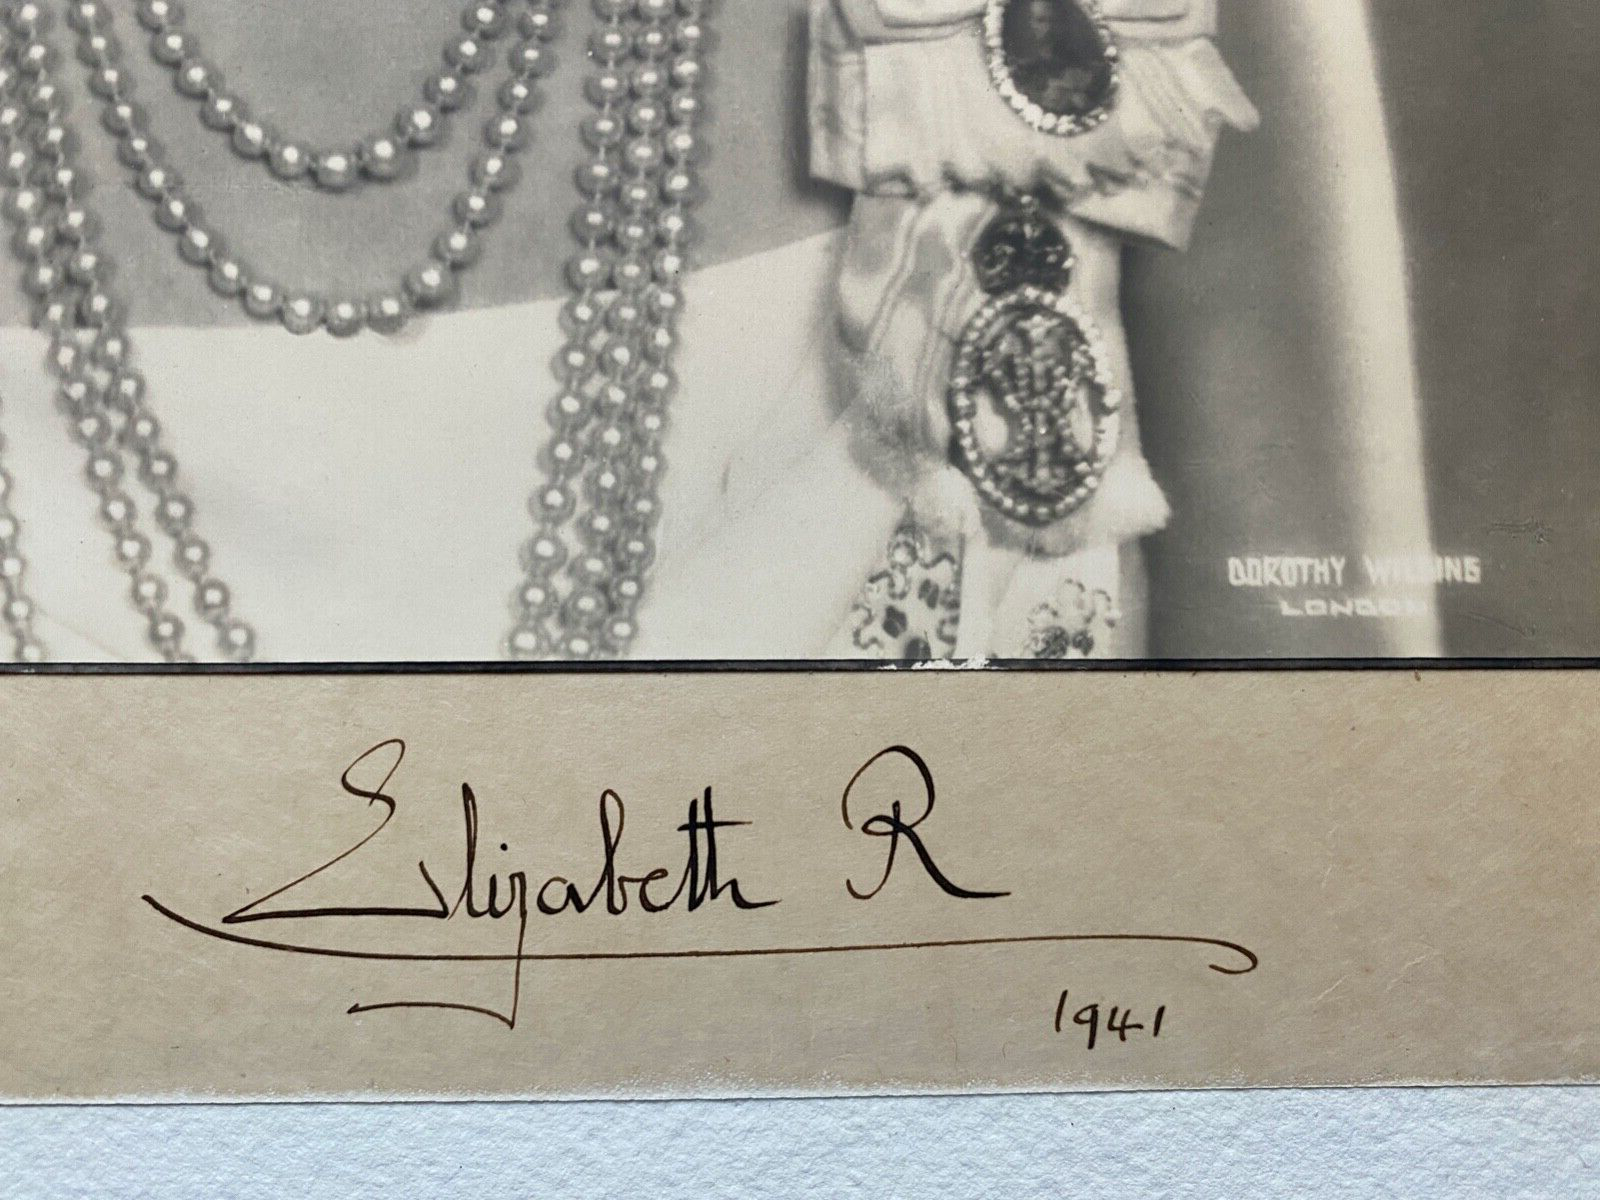 DOROTHY WILDING
LONDON
Elizabeth R
1941